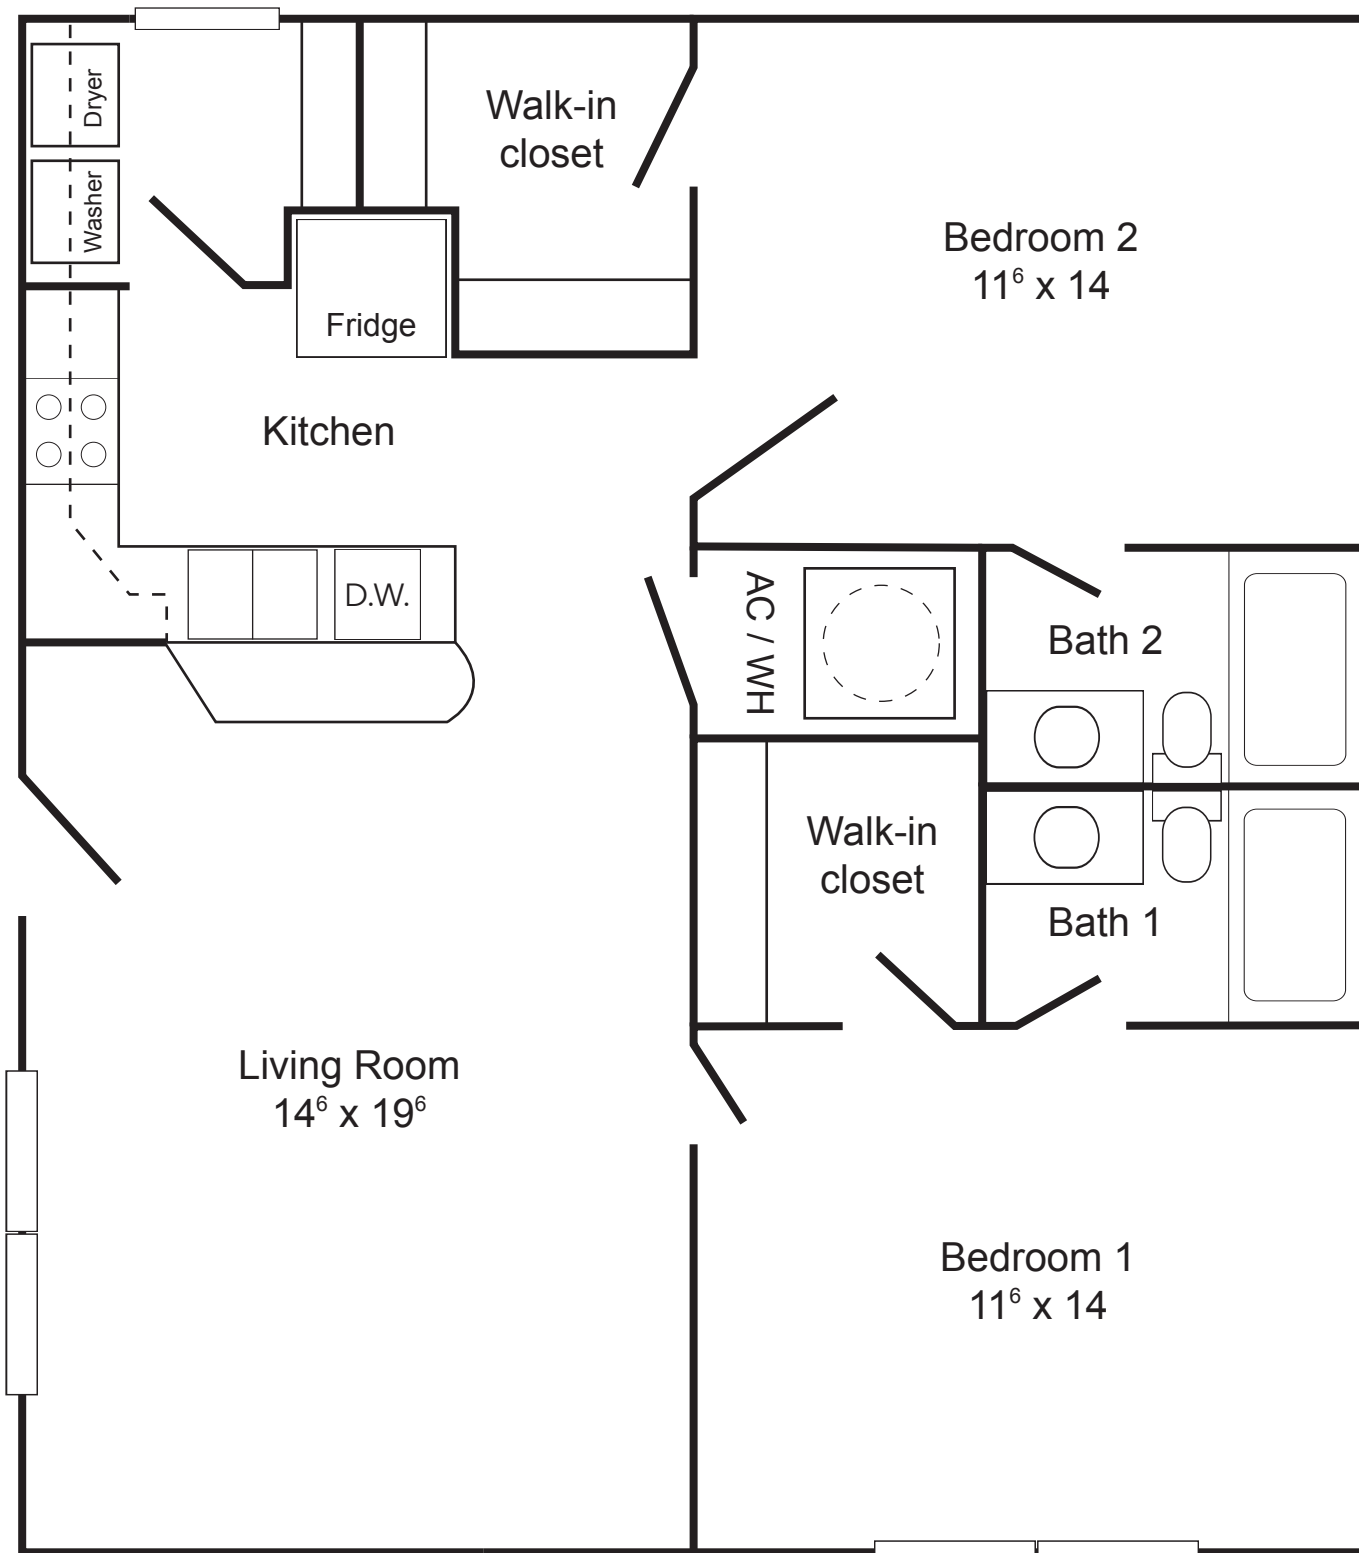 Dryer
Washer
Walk-in
closet
Bedroom 2
11⁶ x 14
Fridge
Kitchen
D.W.
AC / WH
Bath 2
Walk-in
closet
Bath 1
Living Room
14⁶ x 19⁶
Bedroom 1
11⁶ x 14